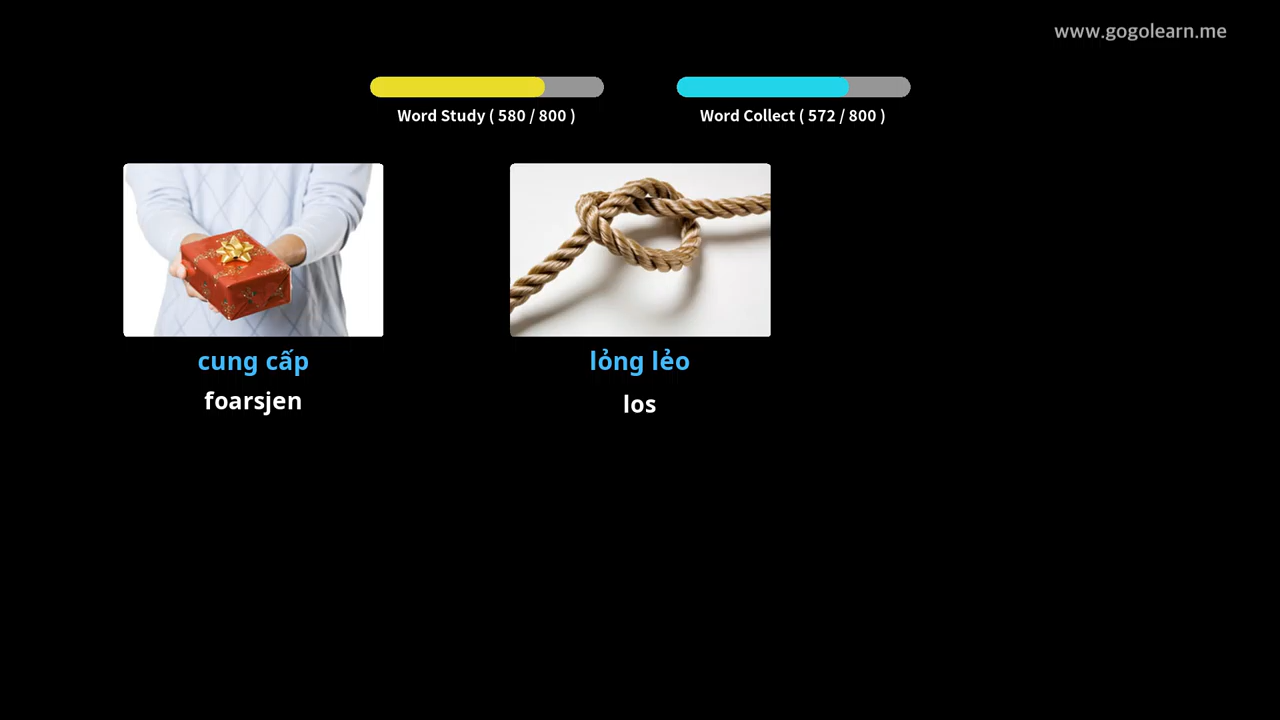 www.gogolearn.me
Word Study ( 580 / 800 )
Word Collect ( 572 / 800 )
cung cấp
foarsjen
lỏng lẻo
los